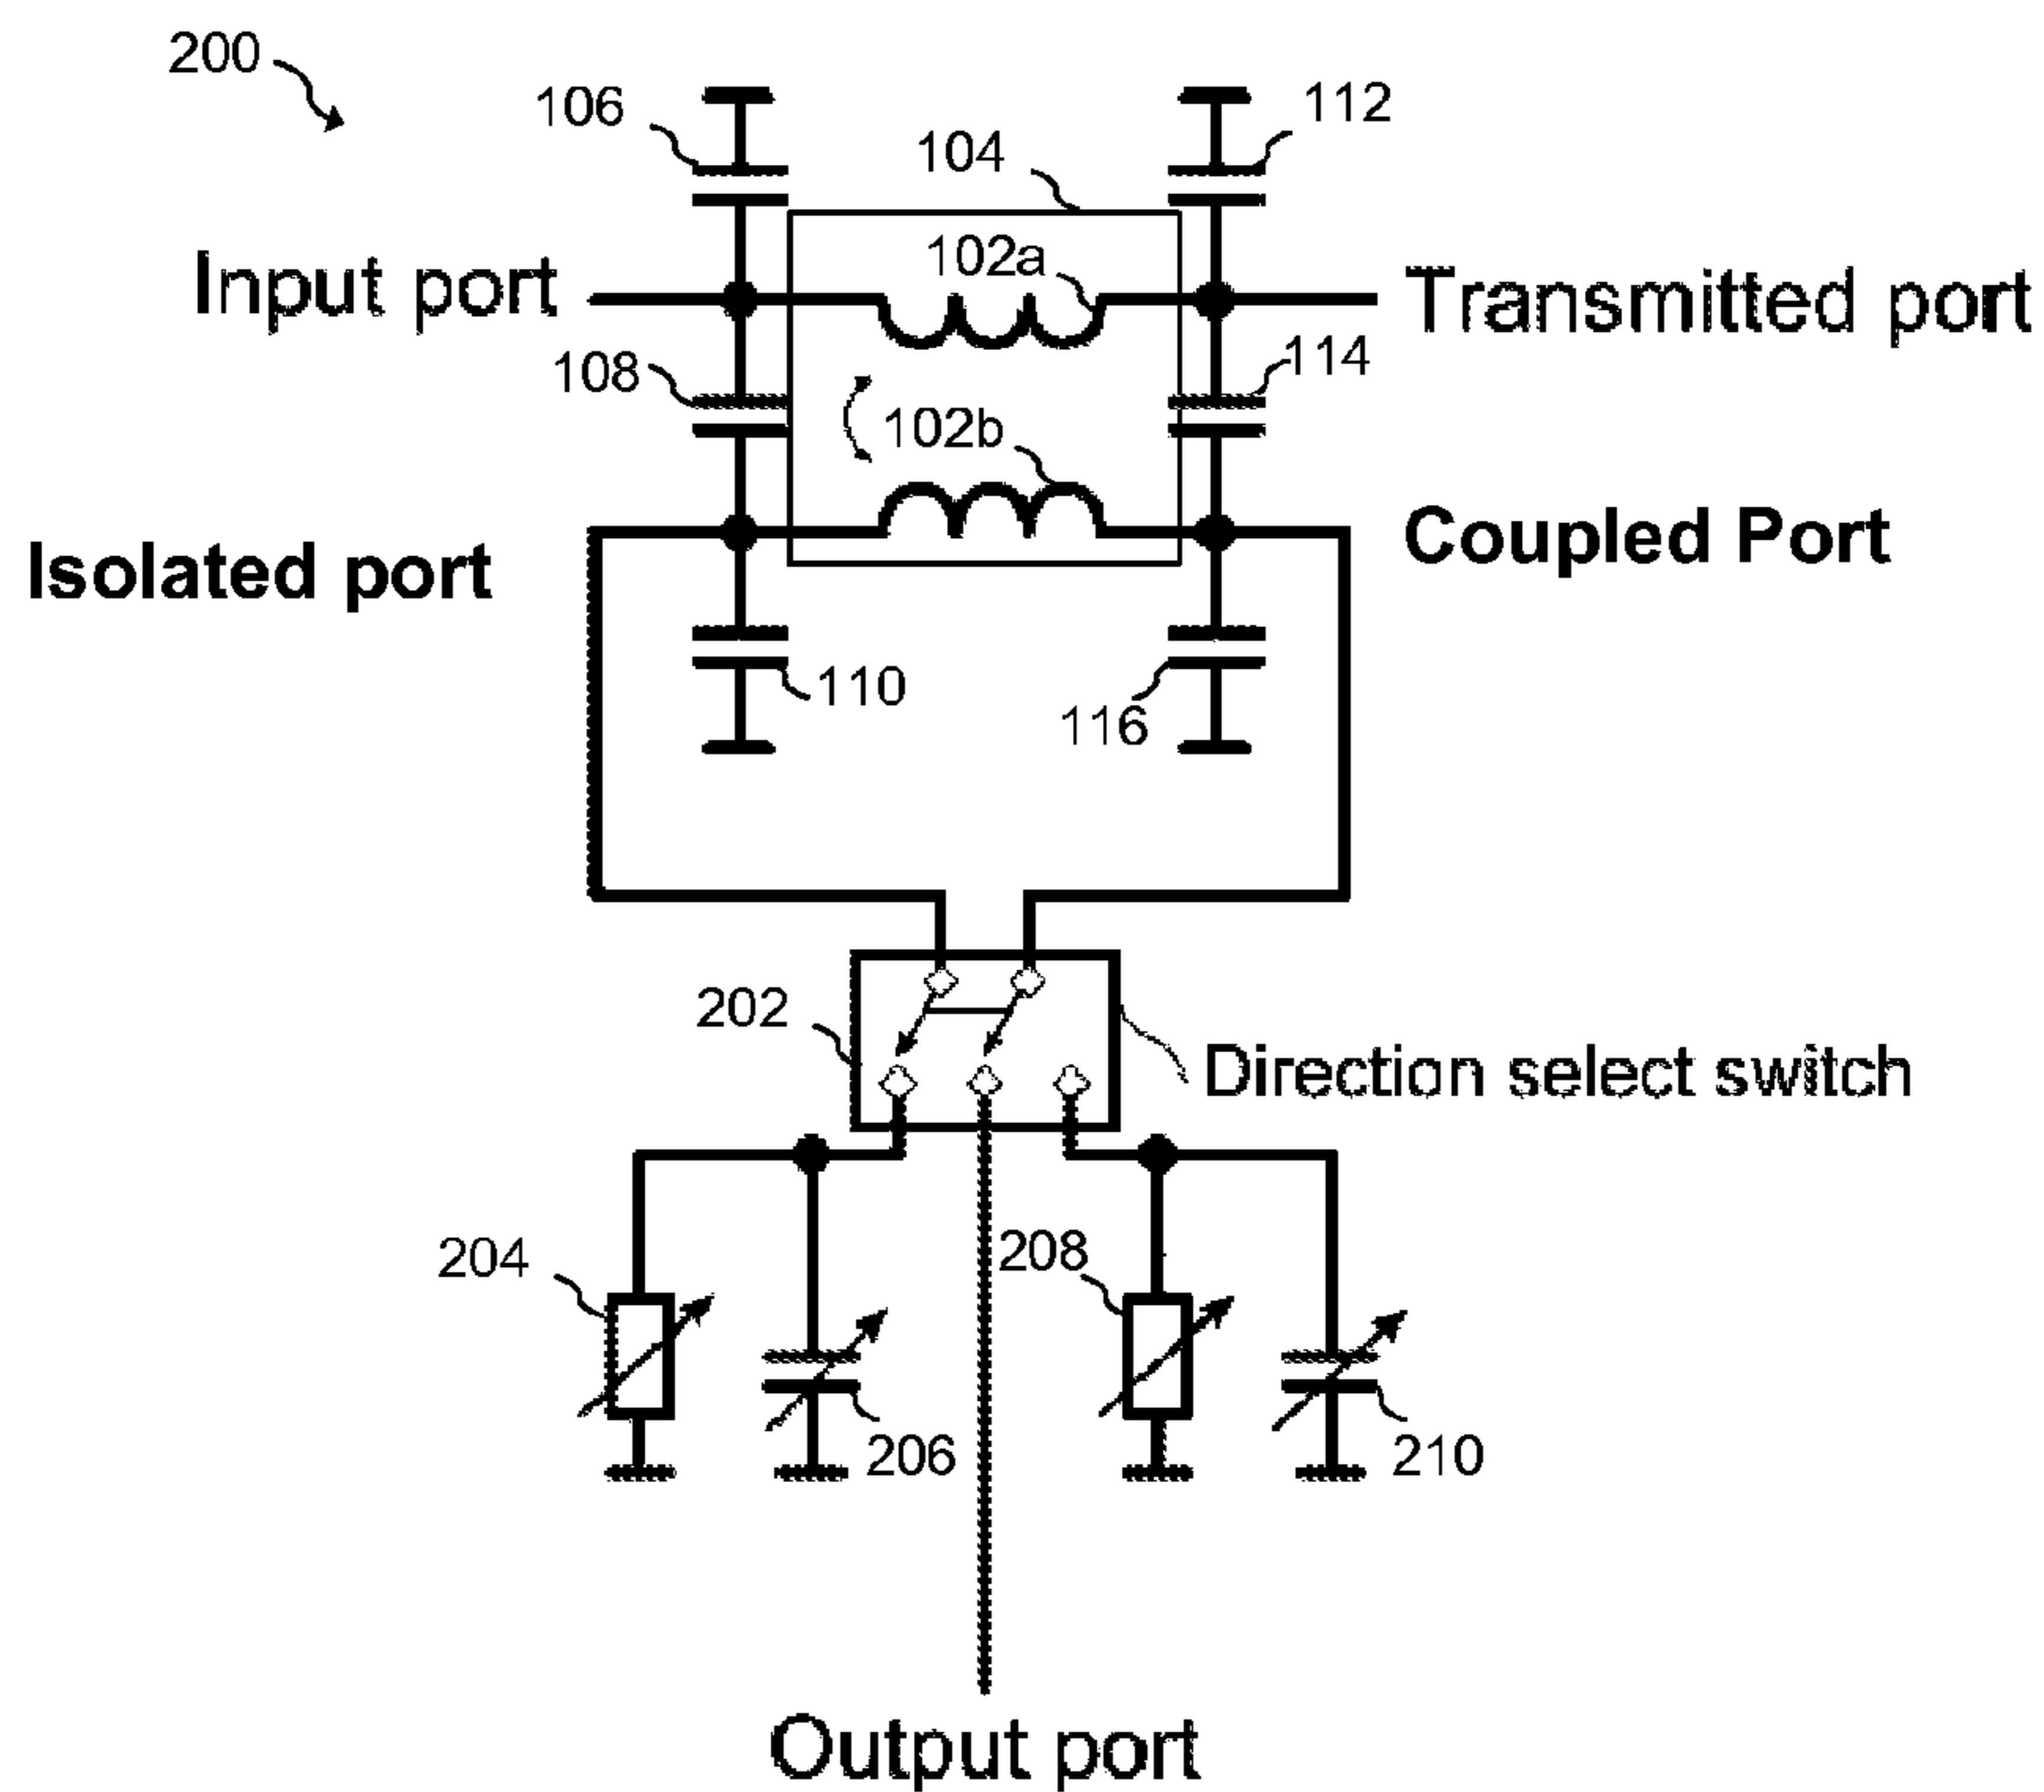 200
106
112
104
Input port
102a
Transmitted port
108
114
102b
Isolated port
Coupled Port
110
116
202
Direction select switch
204
208
206
210
Output port